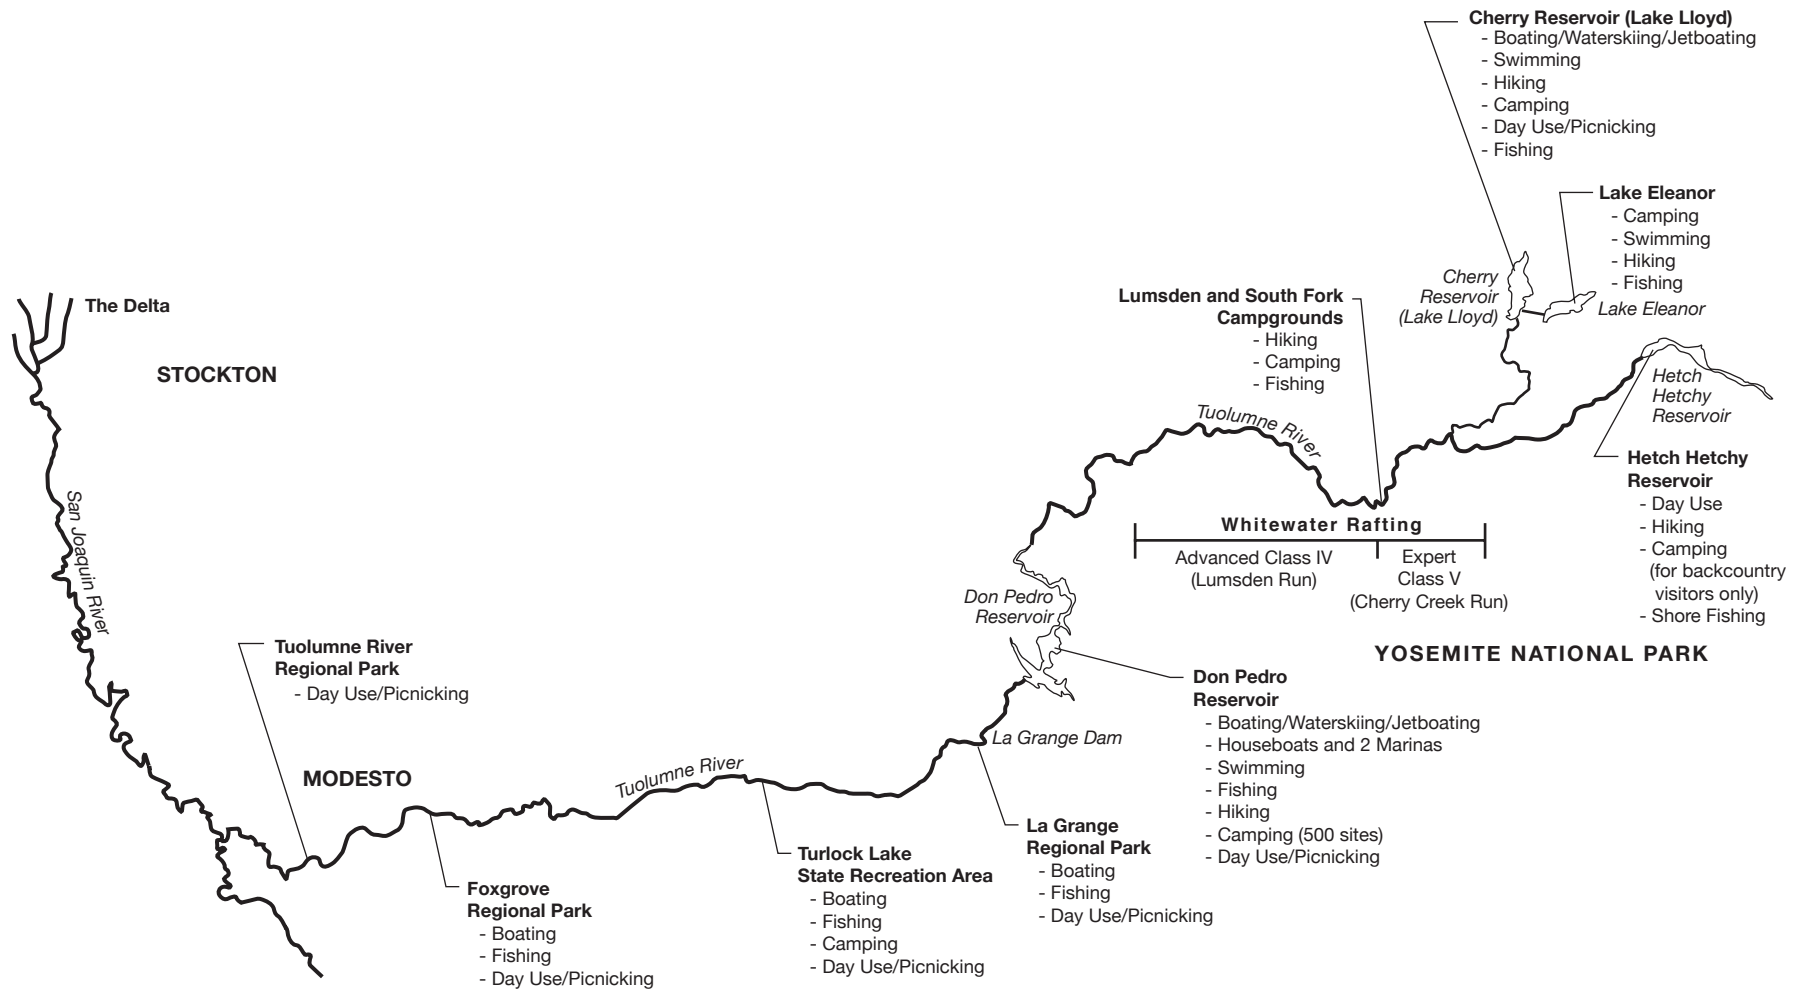 Cherry Reservoir (Lake Lloyd)
- Boating/Waterskiing/Jetboating
- Swimming
- Hiking
- Camping
- Day Use/Picnicking
- Fishing
Lake Eleanor
- Camping
- Swimming
- Hiking
- Fishing
Cherry
Reservoir
(Lake Lloyd)
Lake Eleanor
Lumsden and South Fork
Campgrounds
- Hiking
- Camping
- Fishing
The Delta
STOCKTON
Hetch
Hetchy
Reservoir
Tuolumne River
Hetch Hetchy
Reservoir
- Day Use
- Hiking
- Camping
(for backcountry
visitors only)
- Shore Fishing
Whitewater Rafting
Advanced Class IV
(Lumsden Run)
Expert
Class V
(Cherry Creek Run)
YOSEMITE NATIONAL PARK
San Joaquin River
Don Pedro
Reservoir
Tuolumne River
Regional Park
- Day Use/Picnicking
Don Pedro
Reservoir
- Boating/Waterskiing/Jetboating
- Houseboats and 2 Marinas
- Swimming
- Fishing
- Hiking
- Camping (500 sites)
- Day Use/Picnicking
La Grange Dam
MODESTO
Tuolumne River
La Grange
Regional Park
- Boating
- Fishing
- Day Use/Picnicking
Turlock Lake
State Recreation Area
- Boating
- Fishing
- Camping
- Day Use/Picnicking
Foxgrove
Regional Park
- Boating
- Fishing
- Day Use/Picnicking